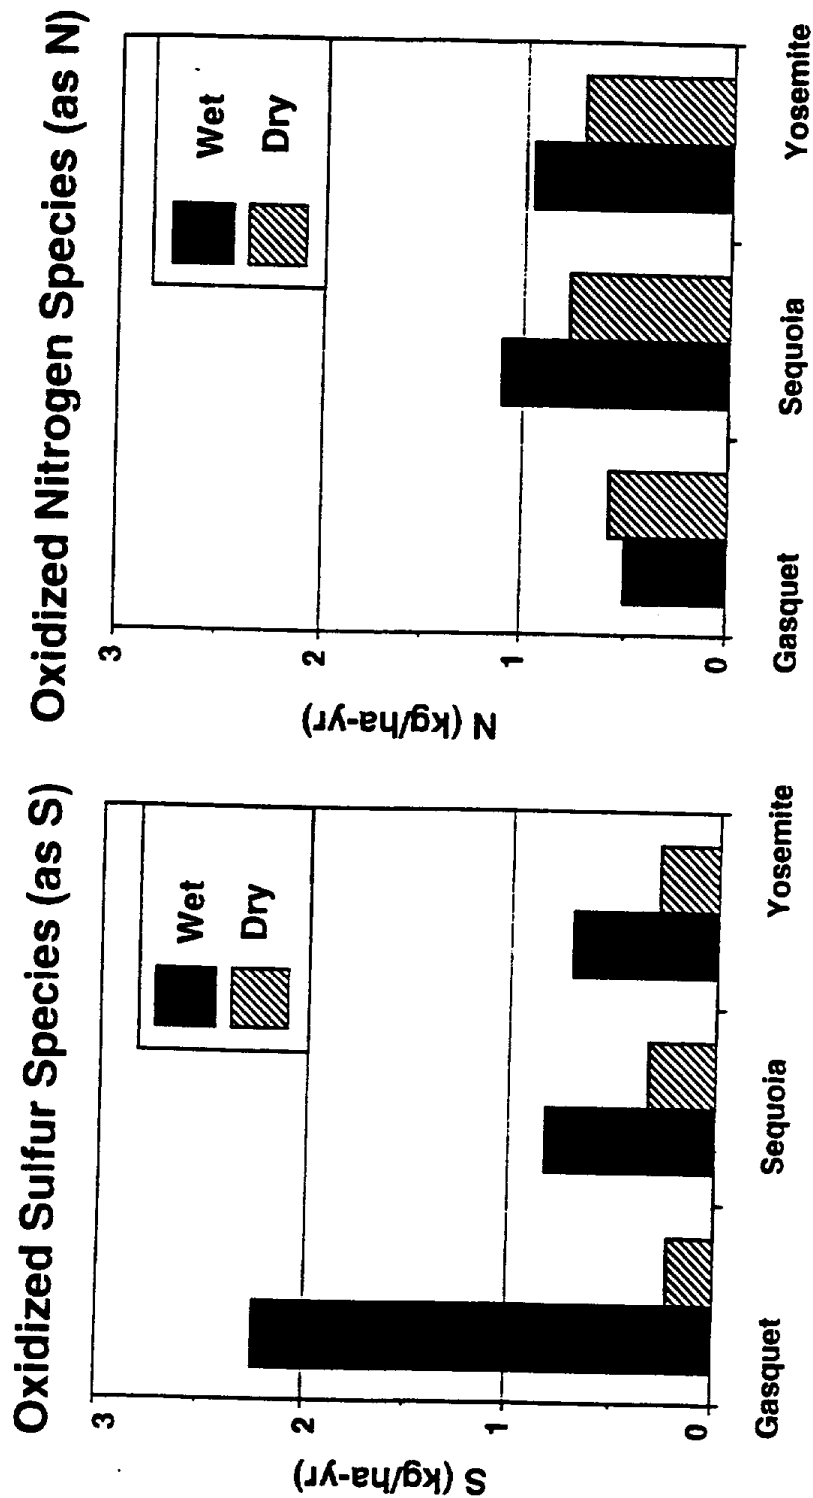 Oxidized Sulfur Species (as S)
3
2
1
0
S (kg/ha-yr)
Wet
Dry
Gasquet
Sequoia
Yosemite
Oxidized Nitrogen Species (as N)
3
2
1
0
N (kg/ha-yr)
Wet
Dry
Gasquet
Sequoia
Yosemite